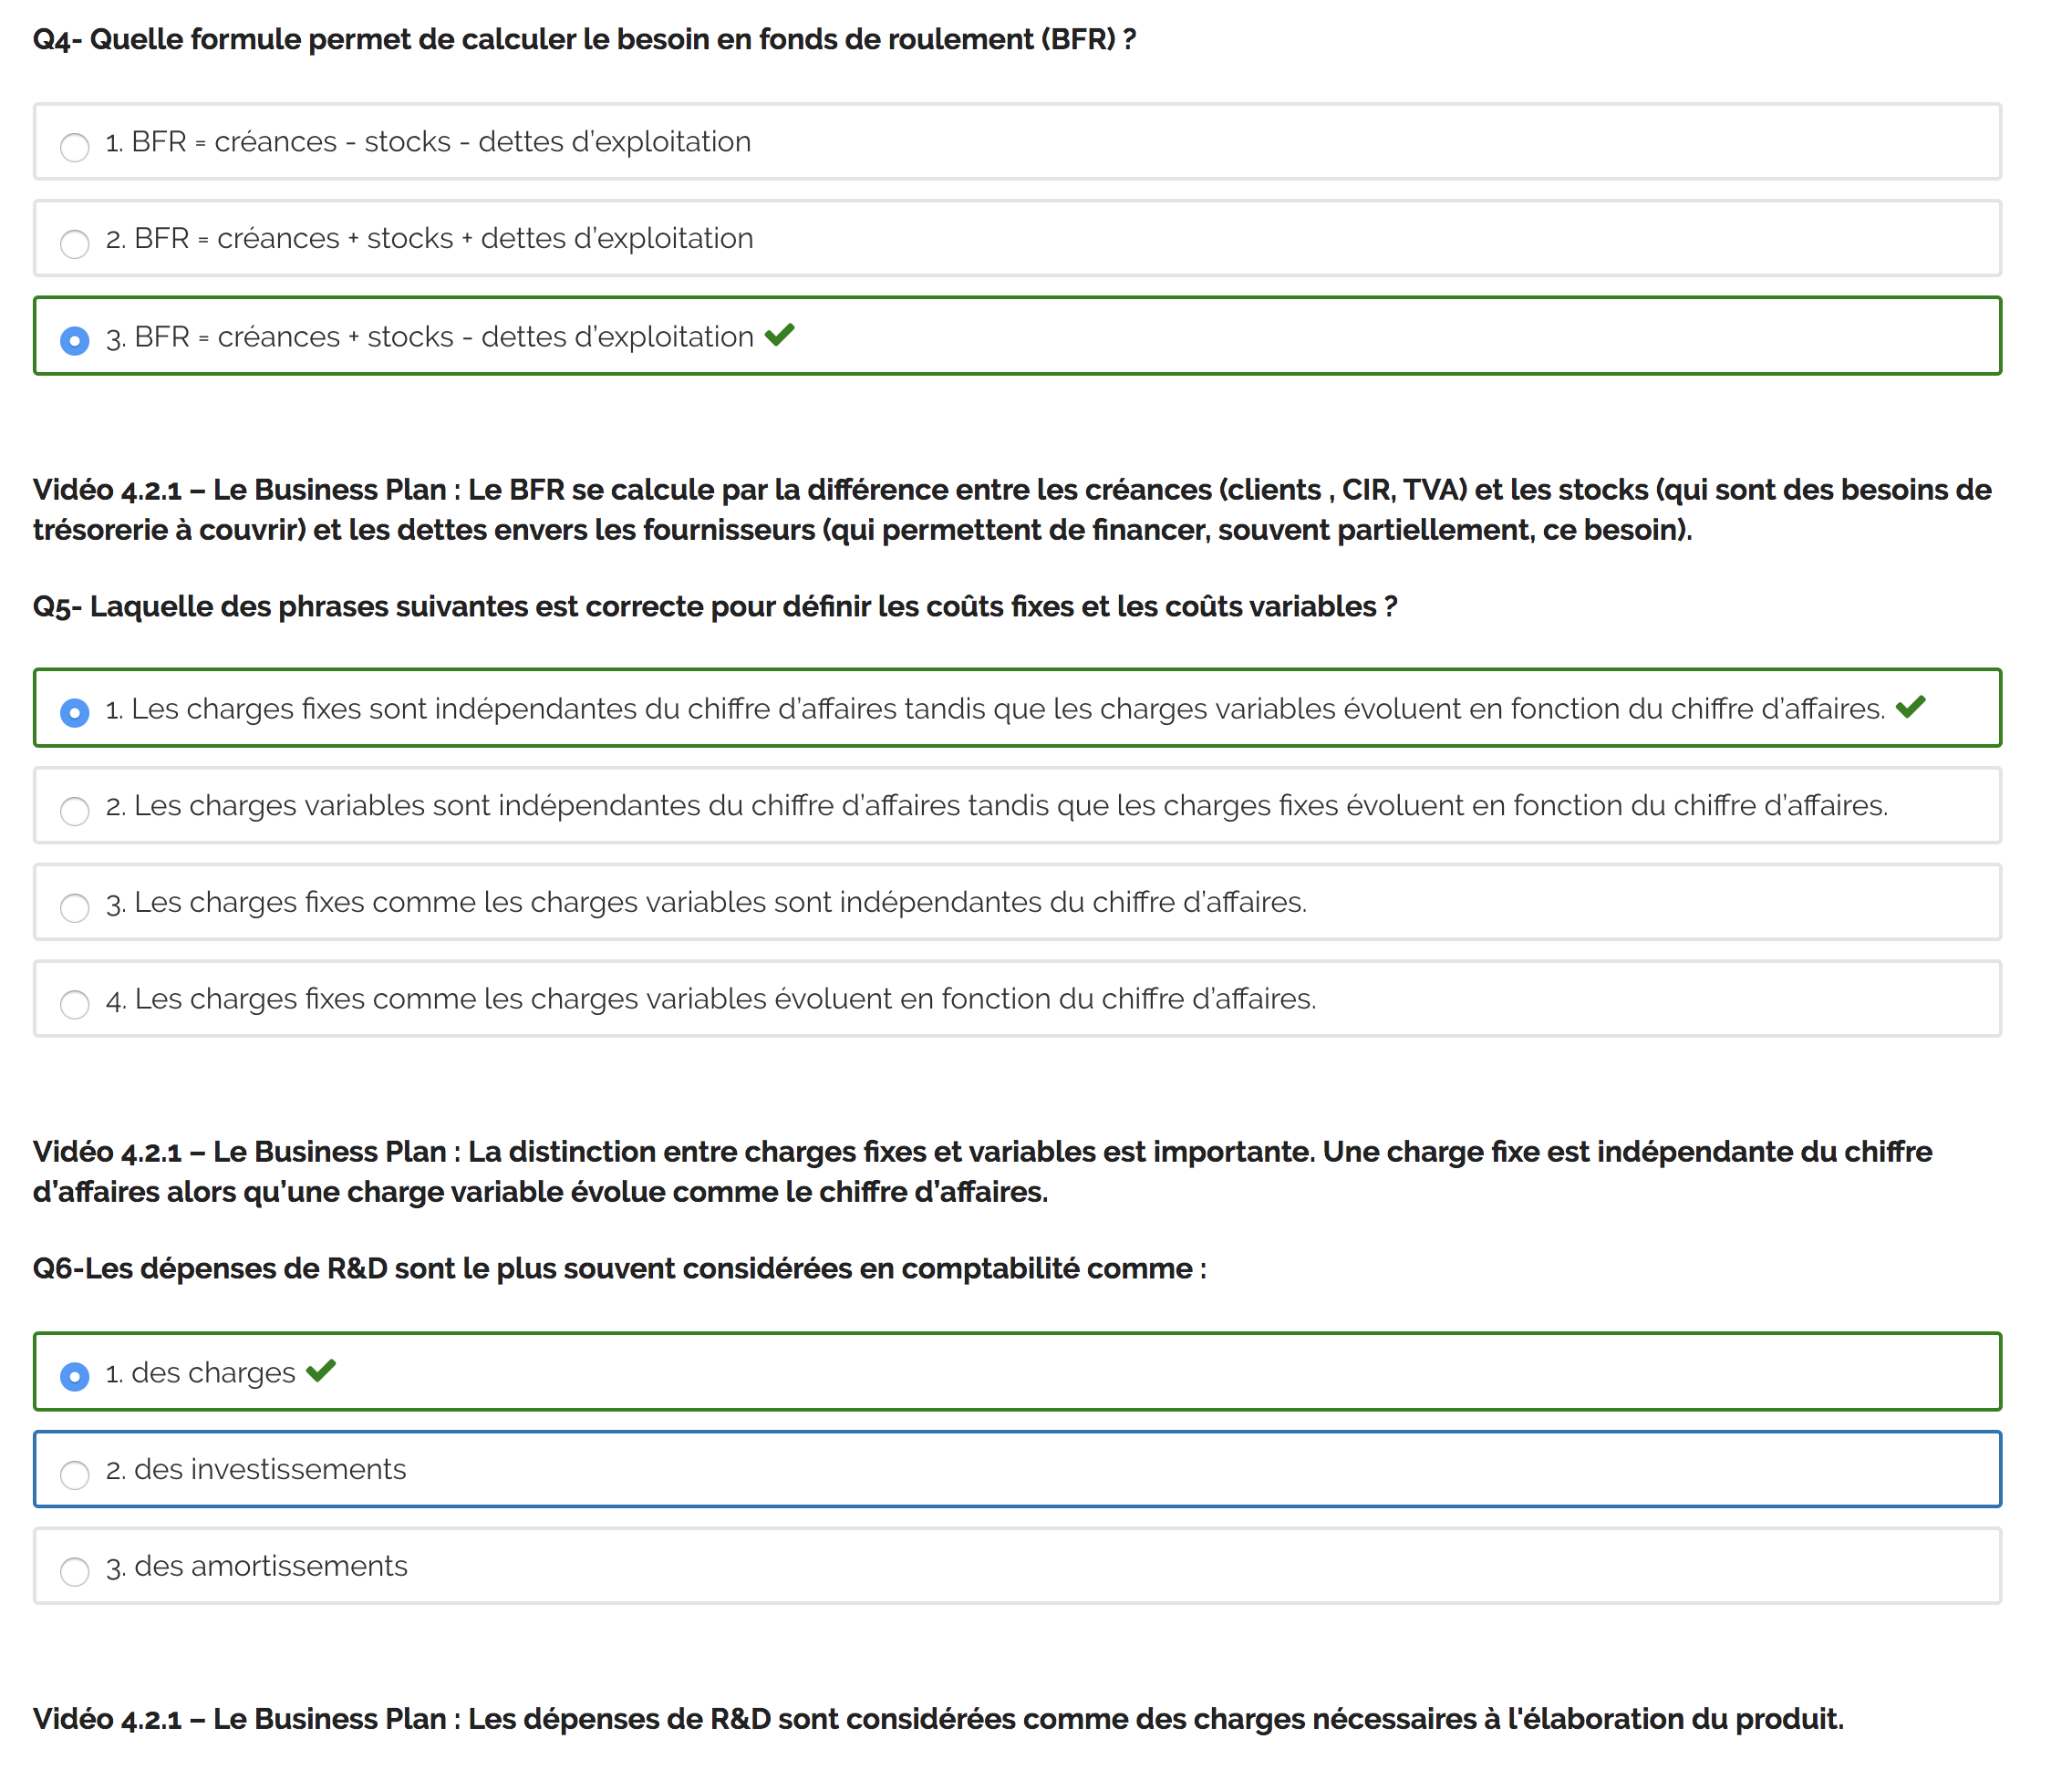 Q4- Quelle formule permet de calculer le besoin en fonds de roulement (BFR) ?
1. BFR = créances - stocks - dettes d'exploitation
2. BFR = créances + stocks + dettes d'exploitation
3. BFR = créances + stocks - dettes d'exploitation
Vidéo 4.2.1 – Le Business Plan : Le BFR se calcule par la différence entre les créances (clients , CIR, TVA) et les stocks (qui sont des besoins de
trésorerie à couvrir) et les dettes envers les fournisseurs (qui permettent de financer, souvent partiellement, ce besoin).
Q5- Laquelle des phrases suivantes est correcte pour définir les coûts fixes et les coûts variables ?
1. Les charges fixes sont indépendantes du chiffre d'affaires tandis que les charges variables évoluent en fonction du chiffre d'affaires.
2. Les charges variables sont indépendantes du chiffre d'affaires tandis que les charges fixes évoluent en fonction du chiffre d'affaires.
3. Les charges fixes comme les charges variables sont indépendantes du chiffre d'affaires.
4. Les charges fixes comme les charges variables évoluent en fonction du chiffre d'affaires.
Vidéo 4.2.1 – Le Business Plan : La distinction entre charges fixes et variables est importante. Une charge fixe est indépendante du chiffre
d'affaires alors qu'une charge variable évolue comme le chiffre d'affaires.
Q6-Les dépenses de R&D sont le plus souvent considérées en comptabilité comme :
1. des charges
2. des investissements
3. des amortissements
Vidéo 4.2.1 – Le Business Plan : Les dépenses de R&D sont considérées comme des charges nécessaires à l'élaboration du produit.